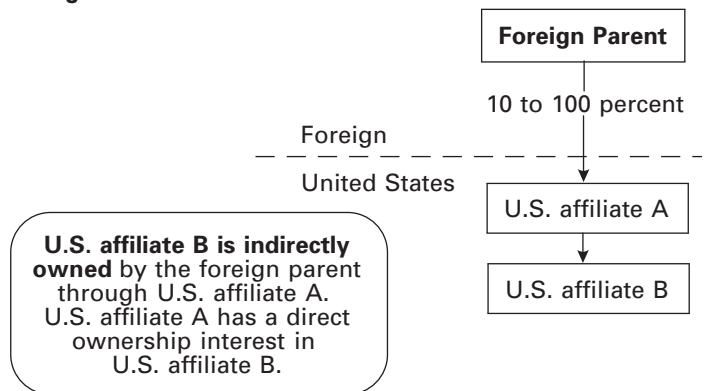 Foreign Parent
10 to 100 percent
Foreign
United States
U.S. affiliate A
U.S. affiliate B
U.S. affiliate B is indirectly
owned by the foreign parent
through U.S. affiliate A.
U.S. affiliate A has a direct
ownership interest in
U.S. affiliate B.